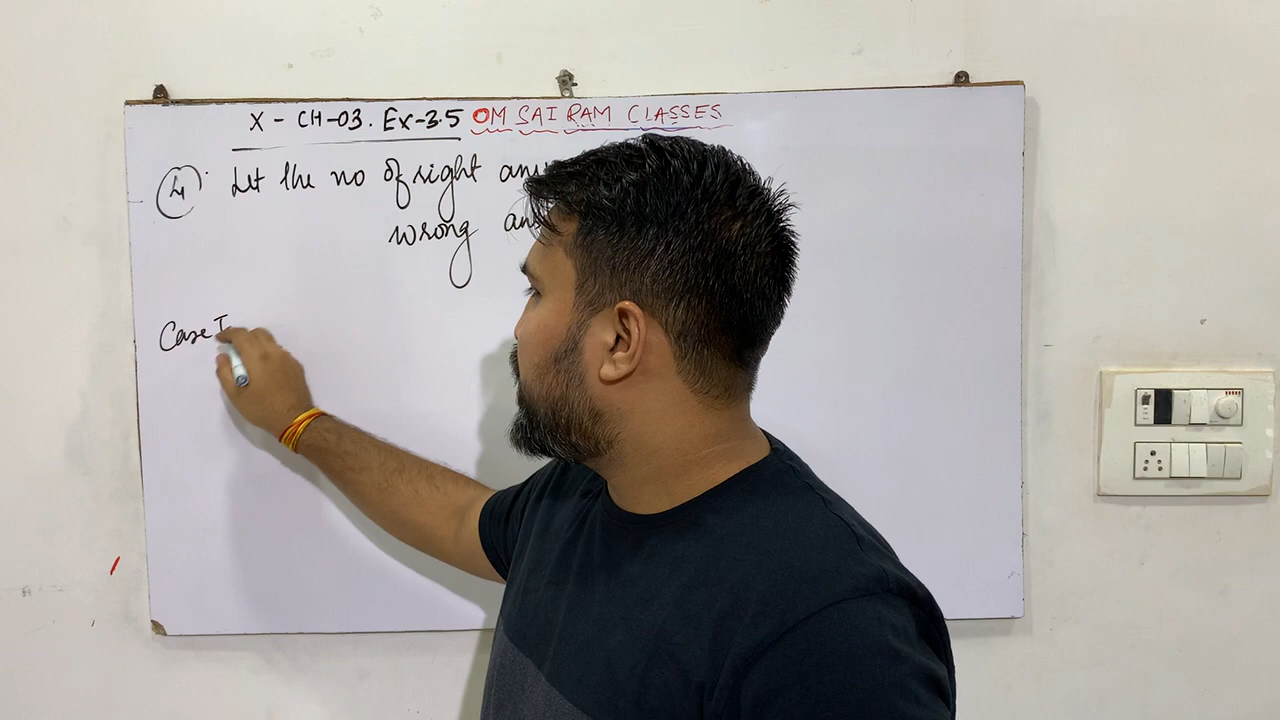 X - CH-03. Ex-3.5 OM SAI RAM CLASSES
4. Let the no of right
wrong
Case I